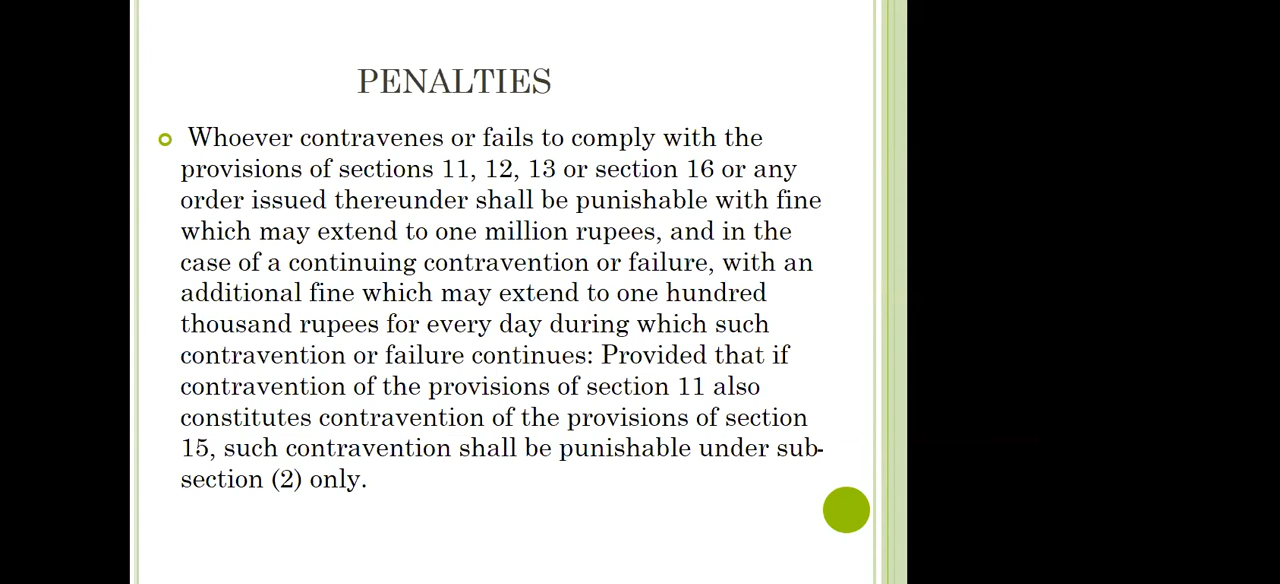 PENALTIES
Whoever contravenes or fails to comply with the
provisions of sections 11, 12, 13 or section 16 or any
order issued thereunder shall be punishable with fine
which may extend to one million rupees, and in the
case of a continuing contravention or failure, with an
additional fine which may extend to one hundred
thousand rupees for every day during which such
contravention or failure continues: Provided that if
contravention of the provisions of section 11 also
constitutes contravention of the provisions of section
15, such contravention shall be punishable under sub-
section (2) only.